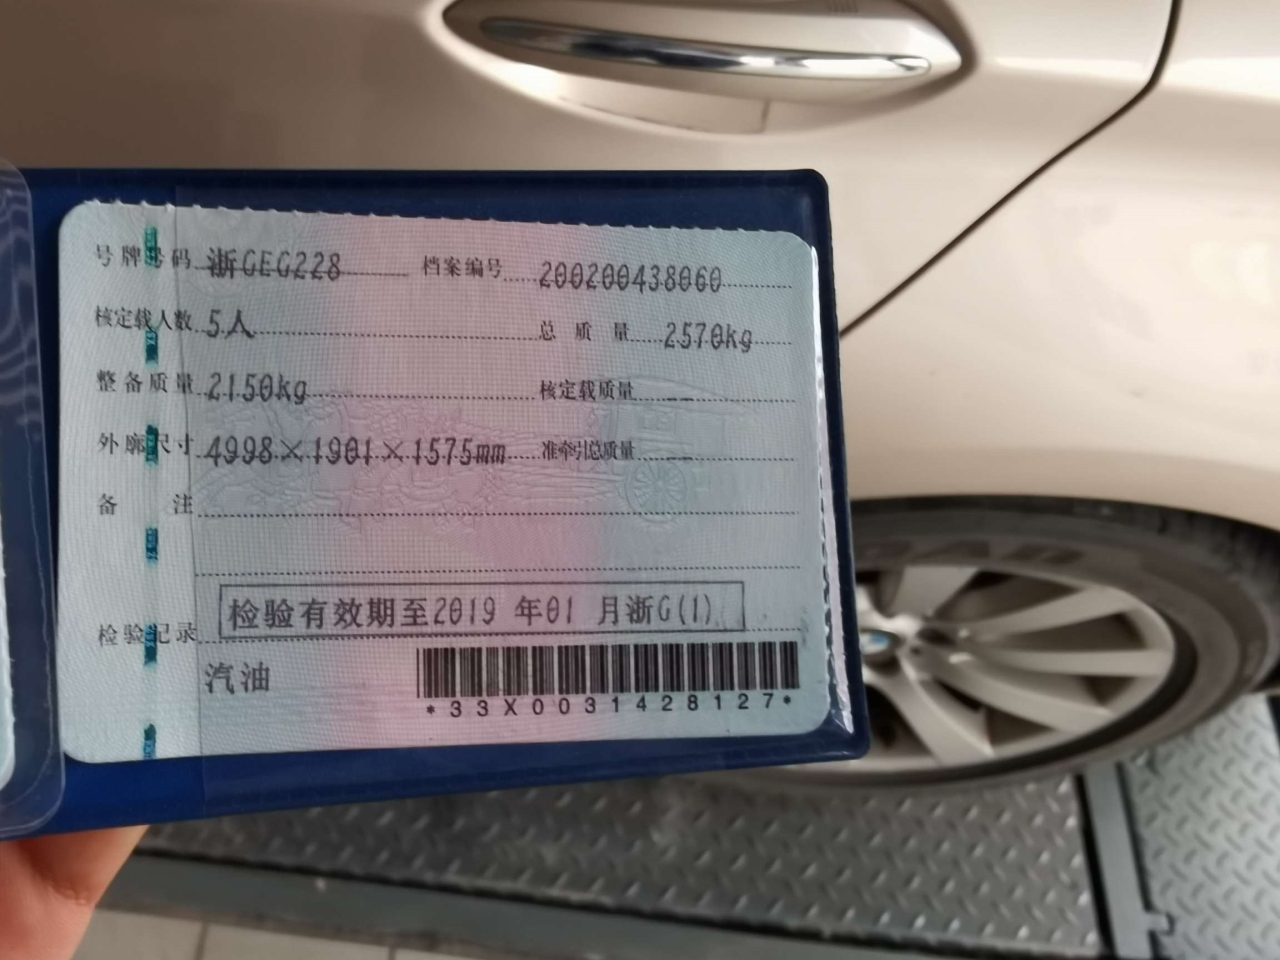 号牌号码 浙GEG228 档案编号 200200438060
核定载人数 5人 总质量 2570kg
整备质量 2150kg 核定载质量 --
外廓尺寸 4998×1901×1575mm 准牵引总质量 --
备注
检验记录 检验有效期至2019 年01 月浙G(1)
汽油
*33X0031428127*